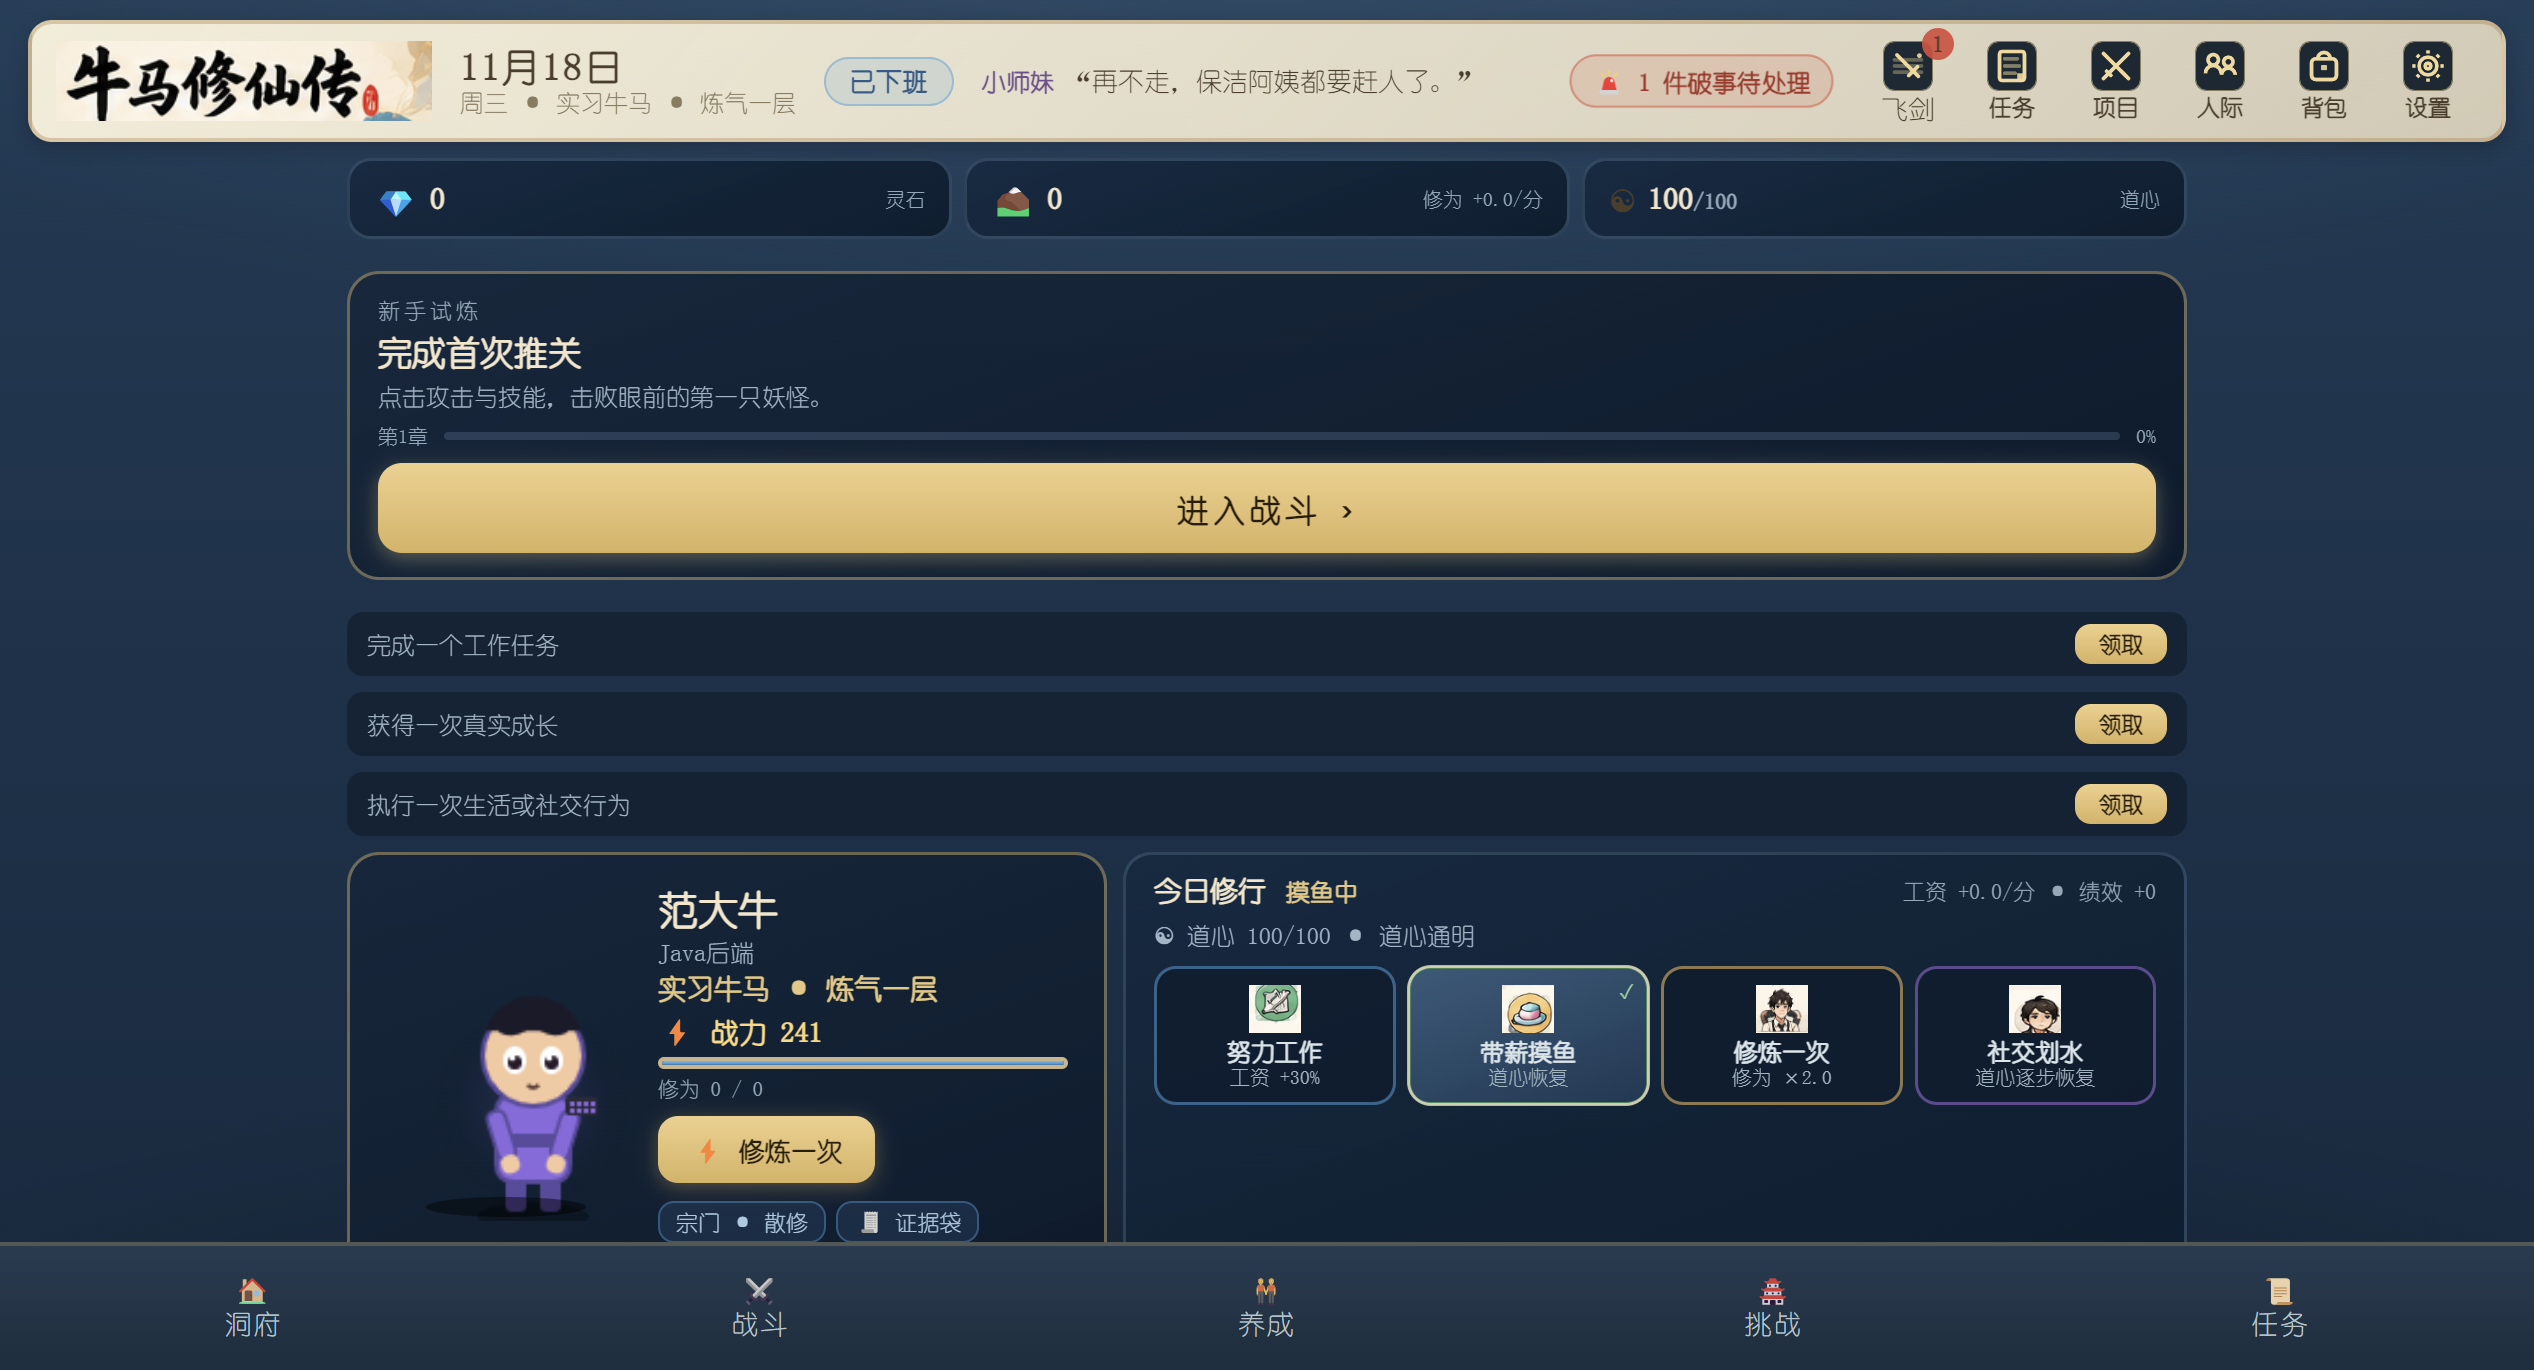 牛马修仙传
11月18日
周三 • 实习牛马 • 炼气一层
已下班
小师妹 “再不走，保洁阿姨都要赶人了。”
1 件破事待处理
1
飞剑
任务
项目
人际
背包
设置
0 灵石
0 修为 +0.0/分
100/100 道心
新手试炼
完成首次推关
点击攻击与技能，击败眼前的第一只妖怪。
第1章 0%
进入战斗 ›
完成一个工作任务 领取
获得一次真实成长 领取
执行一次生活或社交行为 领取
范大牛
Java后端
实习牛马 • 炼气一层
战力 241
修为 0 / 0
修炼一次
宗门 • 散修
证据袋
今日修行 摸鱼中 工资 +0.0/分 • 绩效 +0
道心 100/100 • 道心通明
努力工作
工资 +30%
带薪摸鱼
道心恢复
修炼一次
修为 ×2.0
社交划水
道心逐步恢复
洞府
战斗
养成
挑战
任务